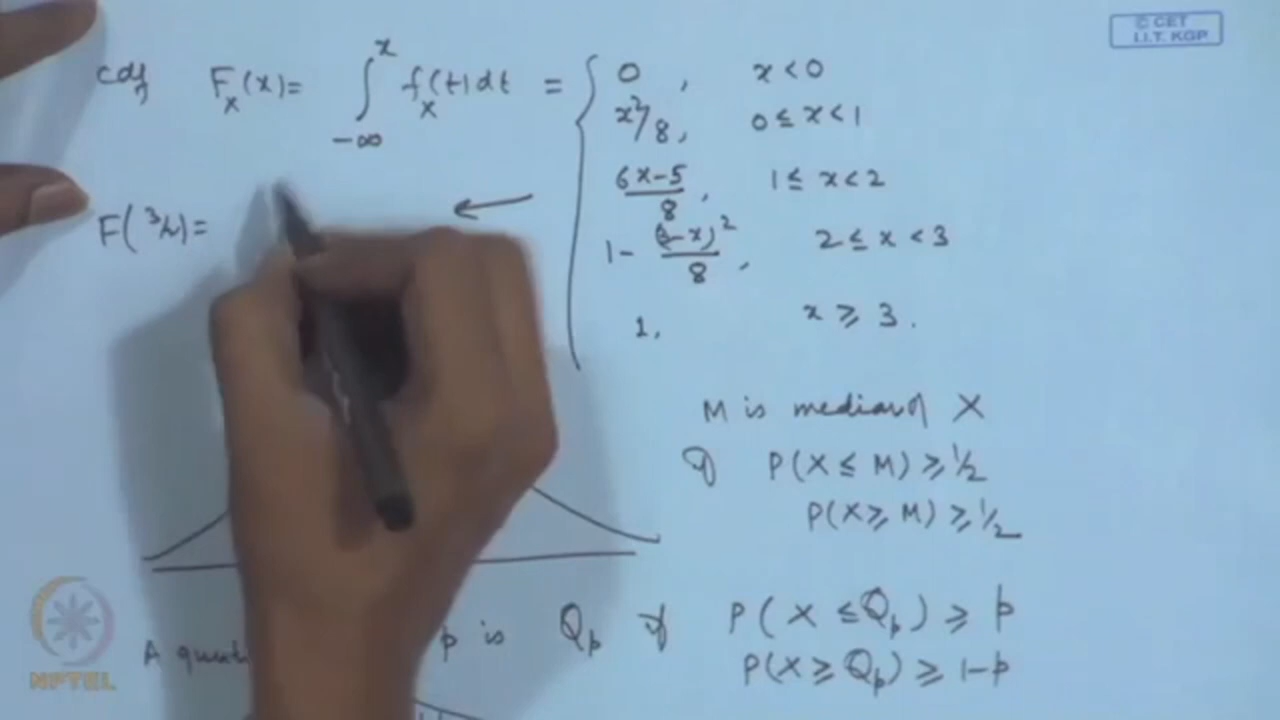 © CET
I.I.T. KGP
cdf F_X(x) = ∫_{-∞}^{x} f_X(t) dt = { 0, x < 0
x²/8, 0 ≤ x < 1
(6x-5)/8, 1 ≤ x < 2
F(3/2) = ←
1 - (3-x)²/8, 2 ≤ x < 3
1, x ≥ 3.
M is median of X
if P(X ≤ M) ≥ 1/2
P(X ≥ M) ≥ 1/2
A p is Q_p if P(X ≤ Q_p) ≥ p
P(X ≥ Q_p) ≥ 1-p
NPTEL